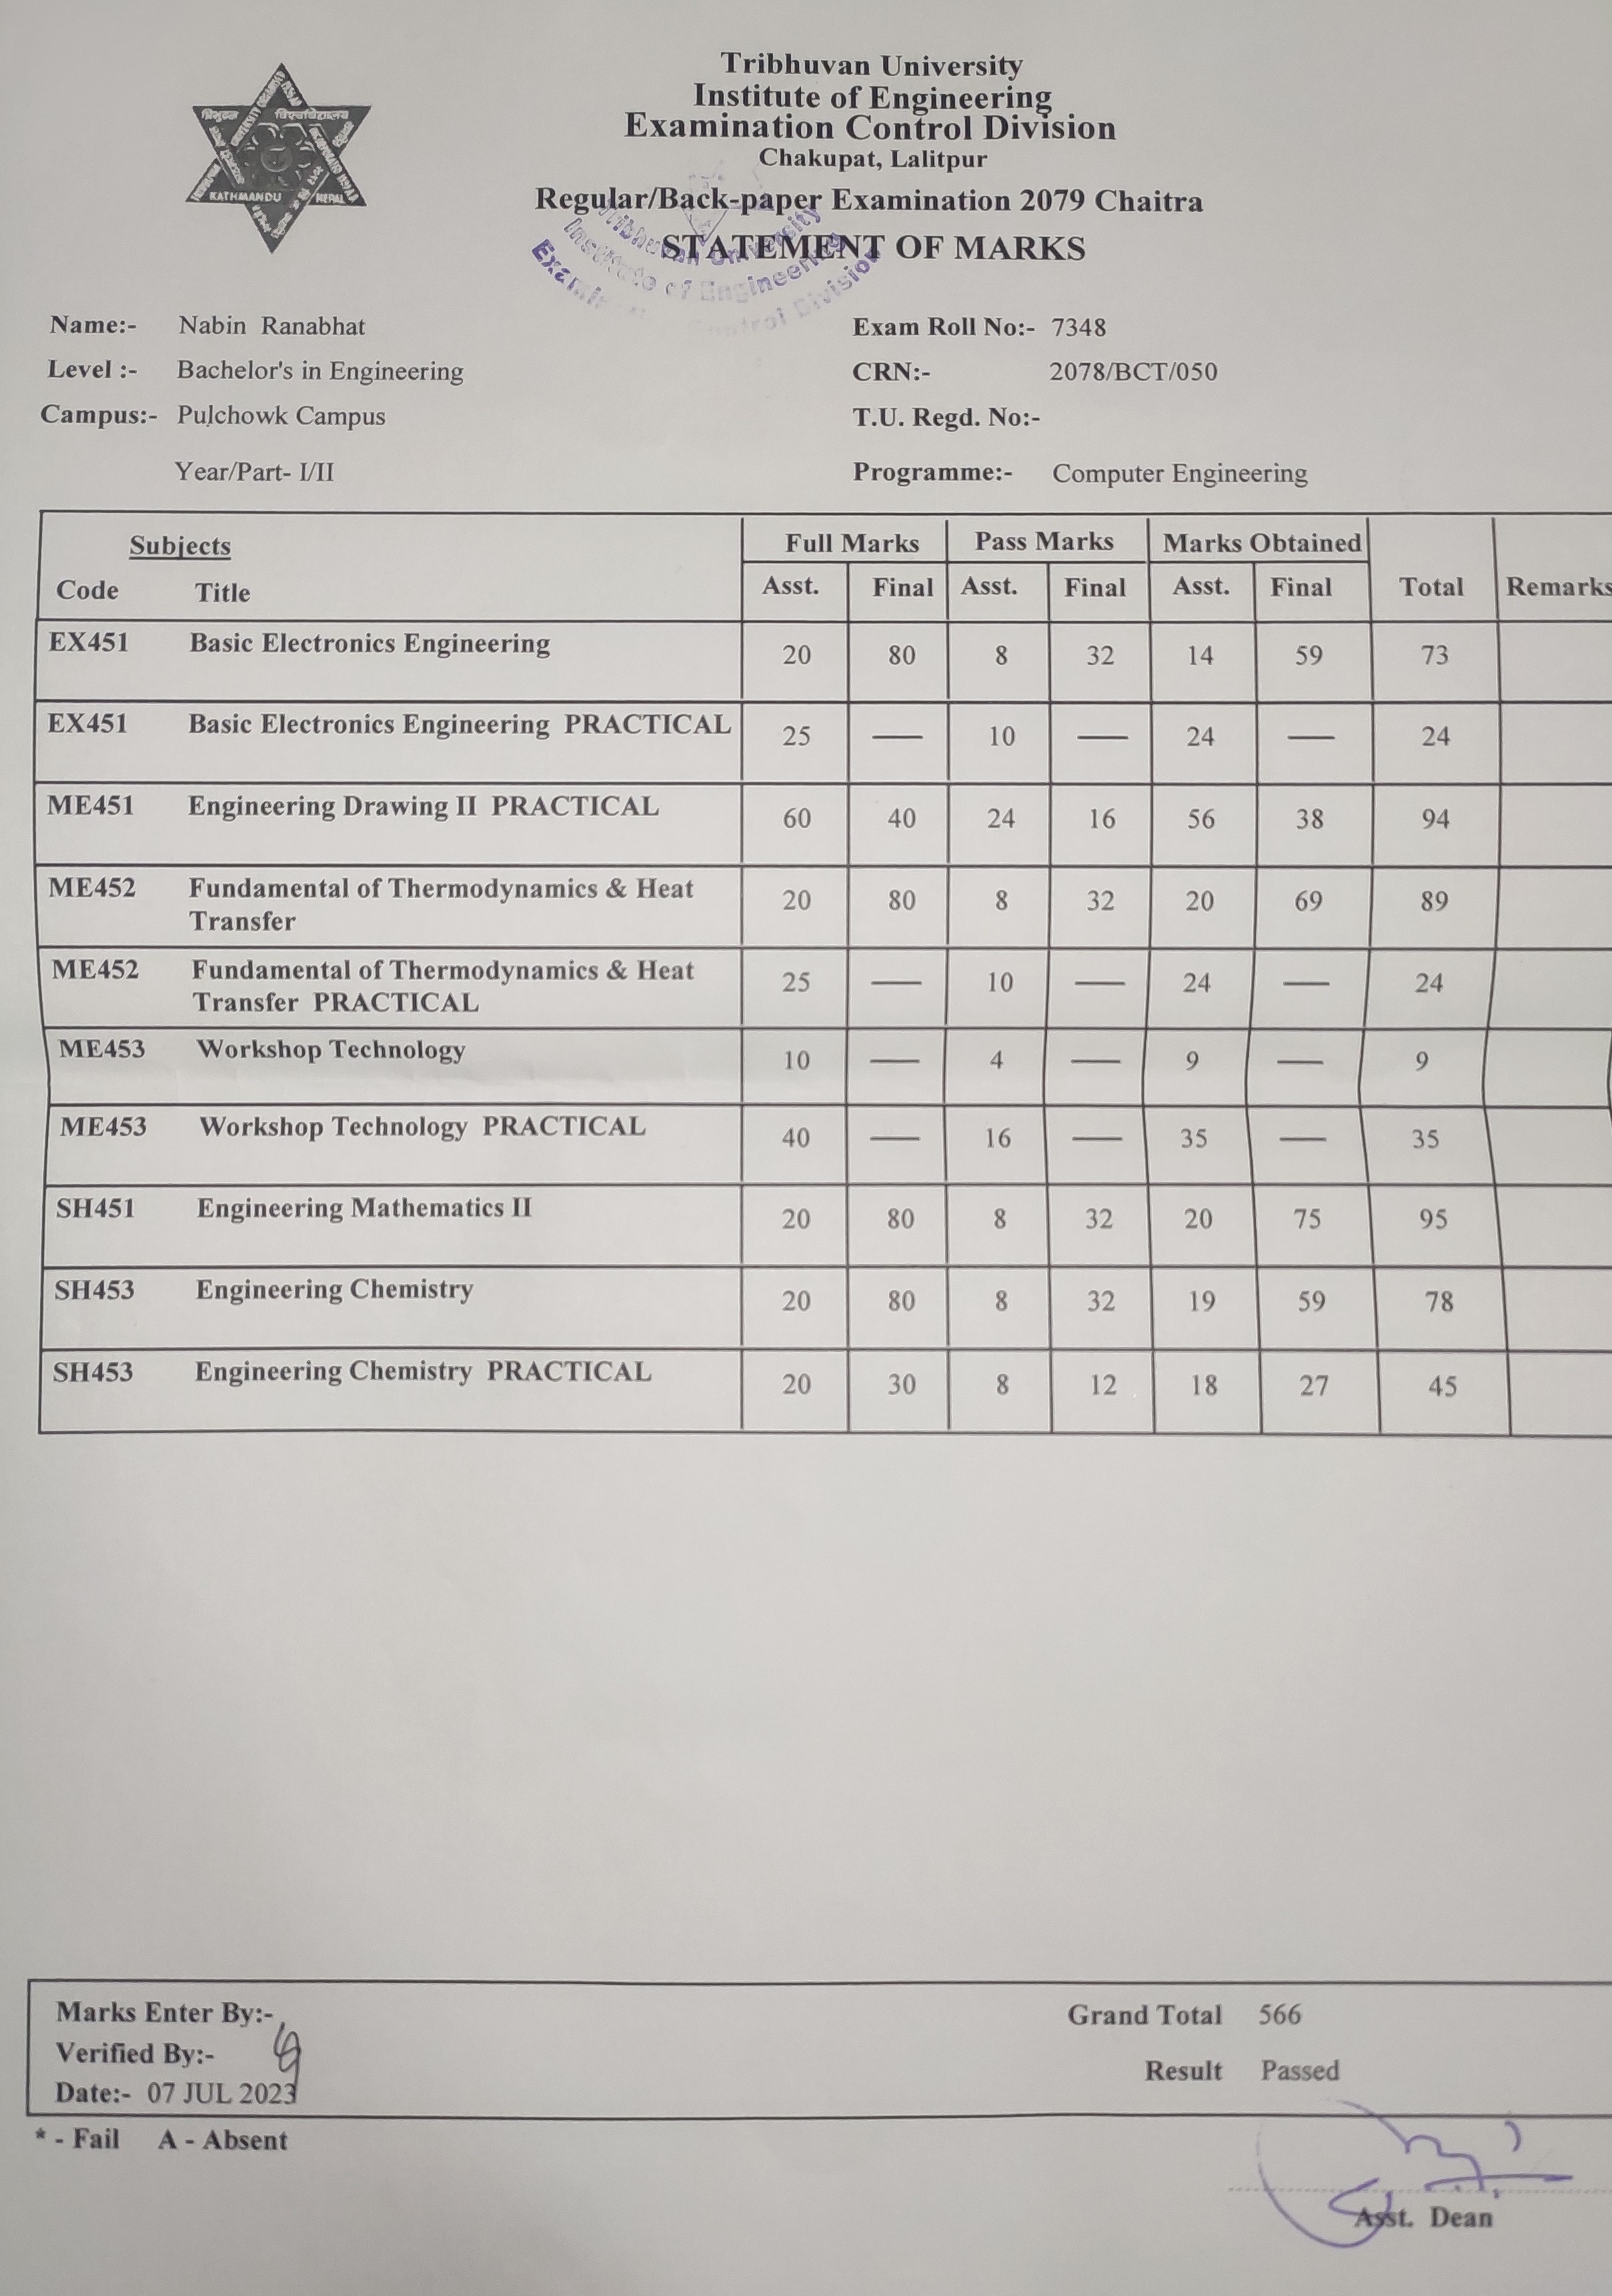 त्रिभुवन विश्वविद्यालय
KATHMANDU NEPAL
Tribhuvan University
Institute of Engineering
Examination Control Division
Chakupat, Lalitpur
Regular/Back-paper Examination 2079 Chaitra
STATEMENT OF MARKS
Tribhuvan University
Institute of Engineering
Control Division
Name:- Nabin Ranabhat Exam Roll No:- 7348
Level :- Bachelor's in Engineering CRN:- 2078/BCT/050
Campus:- Pulchowk Campus T.U. Regd. No:-
Year/Part- I/II Programme:- Computer Engineering
Subjects Full Marks Pass Marks Marks Obtained
Code Title Asst. Final Asst. Final Asst. Final Total Remarks
EX451 Basic Electronics Engineering 20 80 8 32 14 59 73
EX451 Basic Electronics Engineering PRACTICAL 25 — 10 — 24 — 24
ME451 Engineering Drawing II PRACTICAL 60 40 24 16 56 38 94
ME452 Fundamental of Thermodynamics & Heat 20 80 8 32 20 69 89
Transfer
ME452 Fundamental of Thermodynamics & Heat 25 — 10 — 24 — 24
Transfer PRACTICAL
ME453 Workshop Technology 10 — 4 — 9 — 9
ME453 Workshop Technology PRACTICAL 40 — 16 — 35 — 35
SH451 Engineering Mathematics II 20 80 8 32 20 75 95
SH453 Engineering Chemistry 20 80 8 32 19 59 78
SH453 Engineering Chemistry PRACTICAL 20 30 8 12 18 27 45
Marks Enter By:- Grand Total 566
Verified By:-
Result Passed
Date:- 07 JUL 2023
* - Fail A - Absent
Asst. Dean